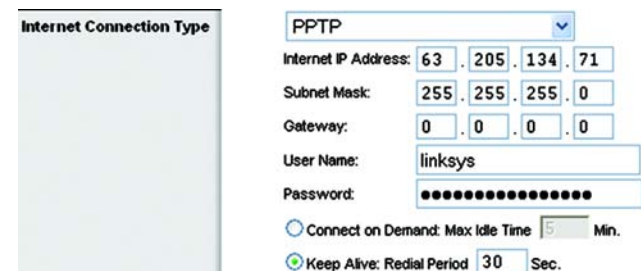 Internet Connection Type PPTP
Internet IP Address: 63 . 205 . 134 . 71
Subnet Mask: 255 . 255 . 255 . 0
Gateway: 0 . 0 . 0 . 0
User Name: linksys
Password: ●●●●●●●●●●●●●●●●
Connect on Demand: Max Idle Time 5 Min.
Keep Alive: Redial Period 30 Sec.